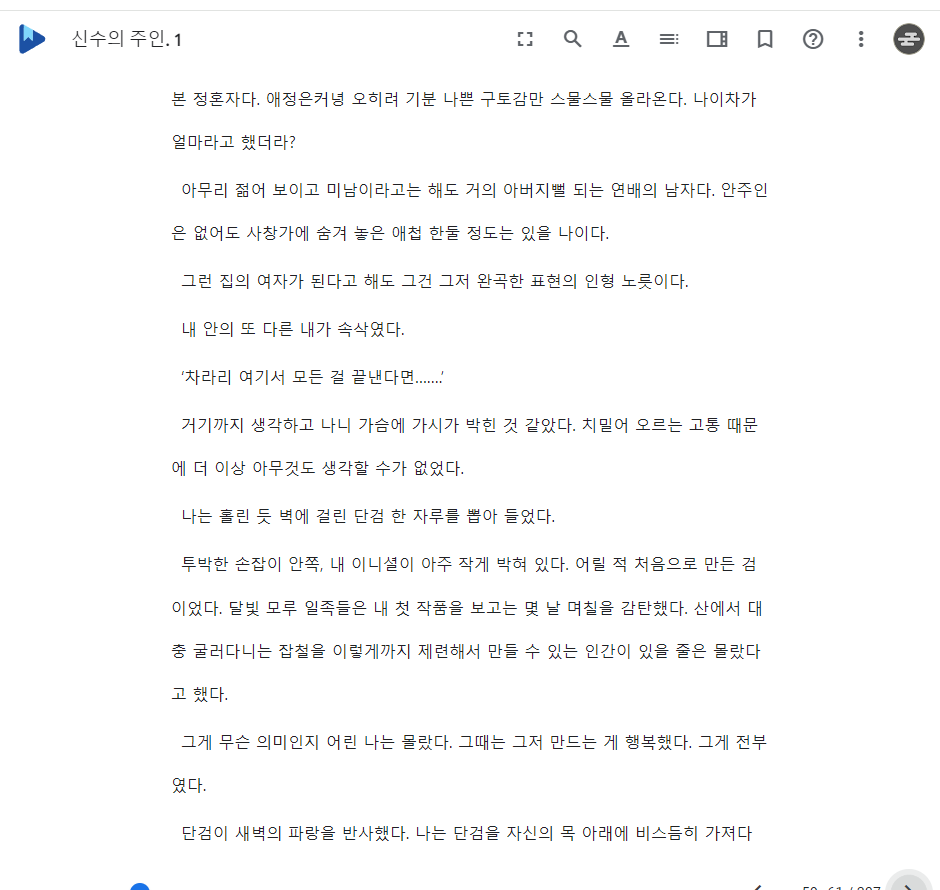 신수의 주인. 1
본 정혼자다. 애정은커녕 오히려 기분 나쁜 구토감만 스물스물 올라온다. 나이차가
얼마라고 했더라?
아무리 젊어 보이고 미남이라고는 해도 거의 아버지뻘 되는 연배의 남자다. 안주인
은 없어도 사창가에 숨겨 놓은 애첩 한둘 정도는 있을 나이다.
그런 집의 여자가 된다고 해도 그건 그저 완곡한 표현의 인형 노릇이다.
내 안의 또 다른 내가 속삭였다.
‘차라리 여기서 모든 걸 끝낸다면…….’
거기까지 생각하고 나니 가슴에 가시가 박힌 것 같았다. 치밀어 오르는 고통 때문
에 더 이상 아무것도 생각할 수가 없었다.
나는 홀린 듯 벽에 걸린 단검 한 자루를 뽑아 들었다.
투박한 손잡이 안쪽, 내 이니셜이 아주 작게 박혀 있다. 어릴 적 처음으로 만든 검
이었다. 달빛 모루 일족들은 내 첫 작품을 보고는 몇 날 며칠을 감탄했다. 산에서 대
충 굴러다니는 잡철을 이렇게까지 제련해서 만들 수 있는 인간이 있을 줄은 몰랐다
고 했다.
그게 무슨 의미인지 어린 나는 몰랐다. 그때는 그저 만드는 게 행복했다. 그게 전부
였다.
단검이 새벽의 파랑을 반사했다. 나는 단검을 자신의 목 아래에 비스듬히 가져다